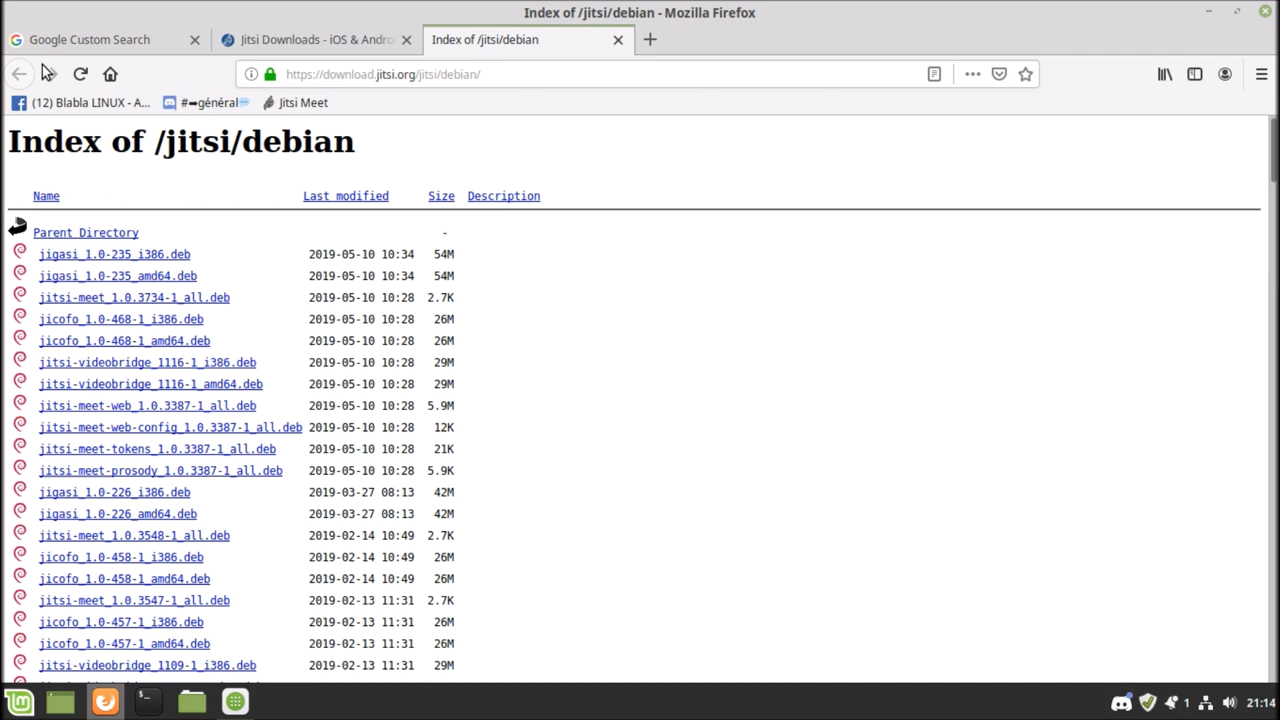 Index of /jitsi/debian - Mozilla Firefox
Google Custom Search
Jitsi Downloads - iOS & Andro
Index of /jitsi/debian
https://download.jitsi.org/jitsi/debian/
(12) Blabla LINUX - A...
#➡général💬
Jitsi Meet
Index of /jitsi/debian
Name Last modified Size Description
Parent Directory -
jigasi_1.0-235_i386.deb 2019-05-10 10:34 54M
jigasi_1.0-235_amd64.deb 2019-05-10 10:34 54M
jitsi-meet_1.0.3734-1_all.deb 2019-05-10 10:28 2.7K
jicofo_1.0-468-1_i386.deb 2019-05-10 10:28 26M
jicofo_1.0-468-1_amd64.deb 2019-05-10 10:28 26M
jitsi-videobridge_1116-1_i386.deb 2019-05-10 10:28 29M
jitsi-videobridge_1116-1_amd64.deb 2019-05-10 10:28 29M
jitsi-meet-web_1.0.3387-1_all.deb 2019-05-10 10:28 5.9M
jitsi-meet-web-config_1.0.3387-1_all.deb 2019-05-10 10:28 12K
jitsi-meet-tokens_1.0.3387-1_all.deb 2019-05-10 10:28 21K
jitsi-meet-prosody_1.0.3387-1_all.deb 2019-05-10 10:28 5.9K
jigasi_1.0-226_i386.deb 2019-03-27 08:13 42M
jigasi_1.0-226_amd64.deb 2019-03-27 08:13 42M
jitsi-meet_1.0.3548-1_all.deb 2019-02-14 10:49 2.7K
jicofo_1.0-458-1_i386.deb 2019-02-14 10:49 26M
jicofo_1.0-458-1_amd64.deb 2019-02-14 10:49 26M
jitsi-meet_1.0.3547-1_all.deb 2019-02-13 11:31 2.7K
jicofo_1.0-457-1_i386.deb 2019-02-13 11:31 26M
jicofo_1.0-457-1_amd64.deb 2019-02-13 11:31 26M
jitsi-videobridge_1109-1_i386.deb 2019-02-13 11:31 29M
1
21:14